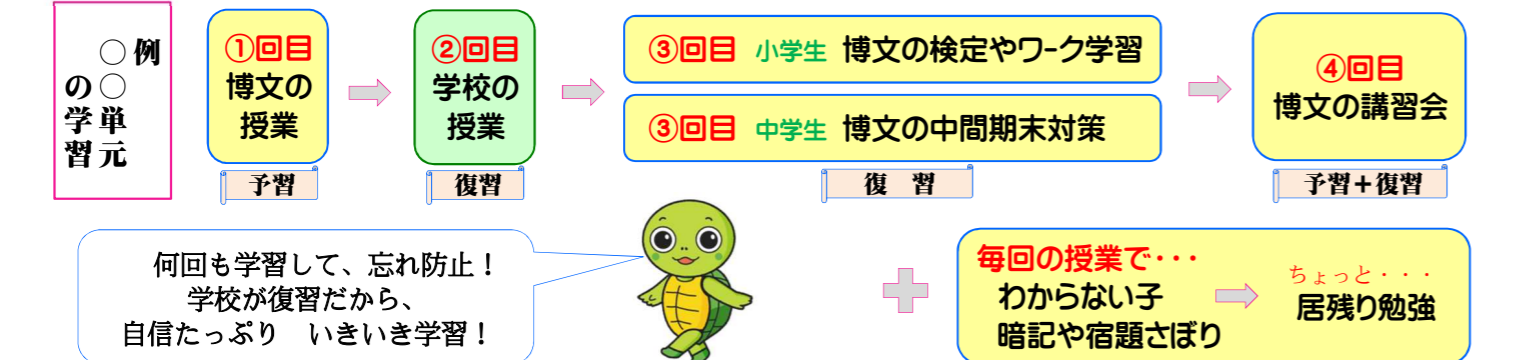 例
○○単元
の学習
①回目
博文の
授業
予習
②回目
学校の
授業
復習
③回目 小学生 博文の検定やワーク学習
③回目 中学生 博文の中間期末対策
復 習
④回目
博文の講習会
予習+復習
何回も学習して、忘れ防止!
学校が復習だから、
自信たっぷり いきいき学習!
毎回の授業で・・・
わからない子
暗記や宿題さぼり
ちょっと・・・
居残り勉強